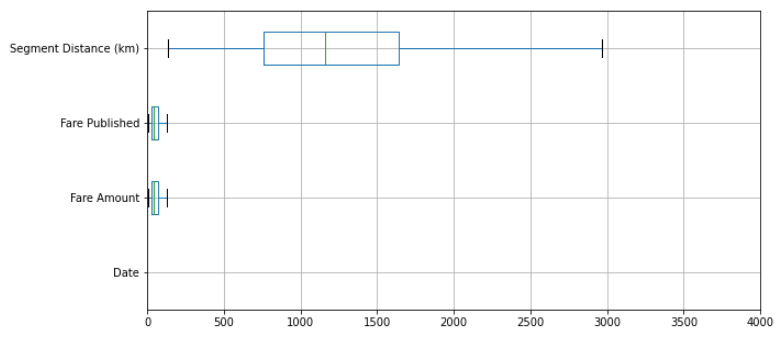 Segment Distance (km)
Fare Published
Fare Amount
Date
0 500 1000 1500 2000 2500 3000 3500 4000